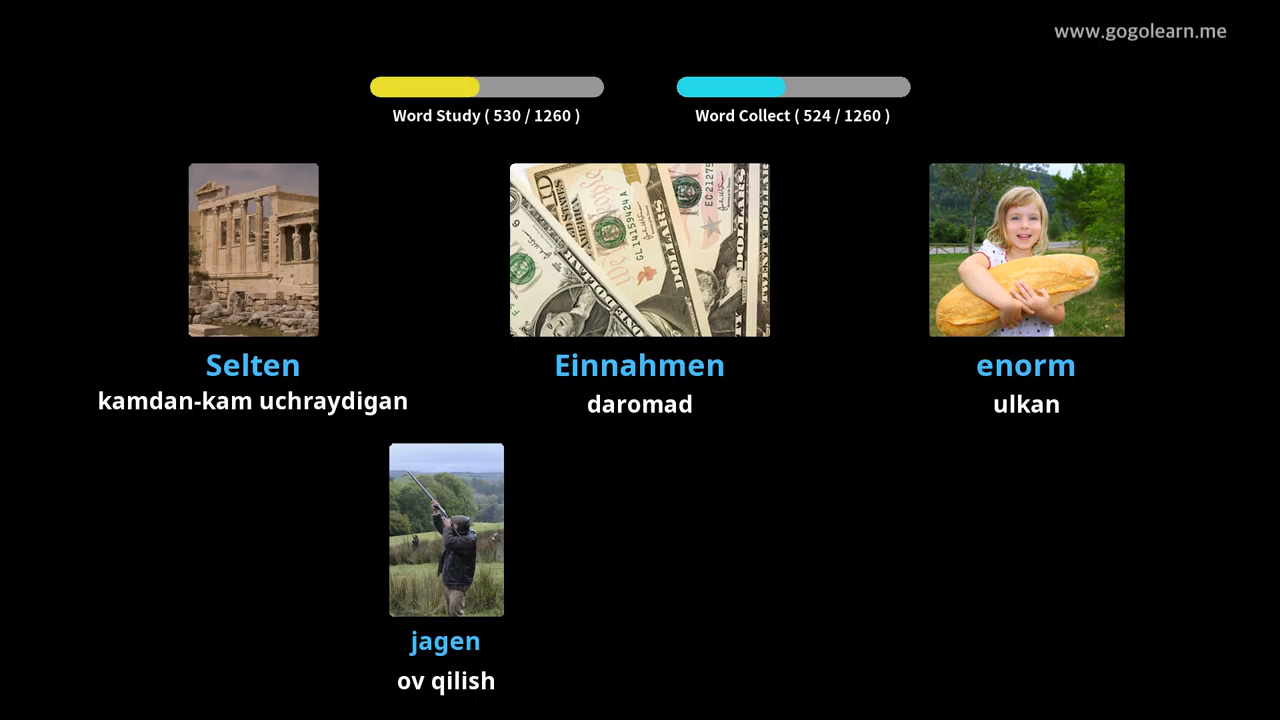 www.gogolearn.me
Word Study ( 530 / 1260 )
Word Collect ( 524 / 1260 )
Selten
Einnahmen
enorm
kamdan-kam uchraydigan
daromad
ulkan
jagen
ov qilish